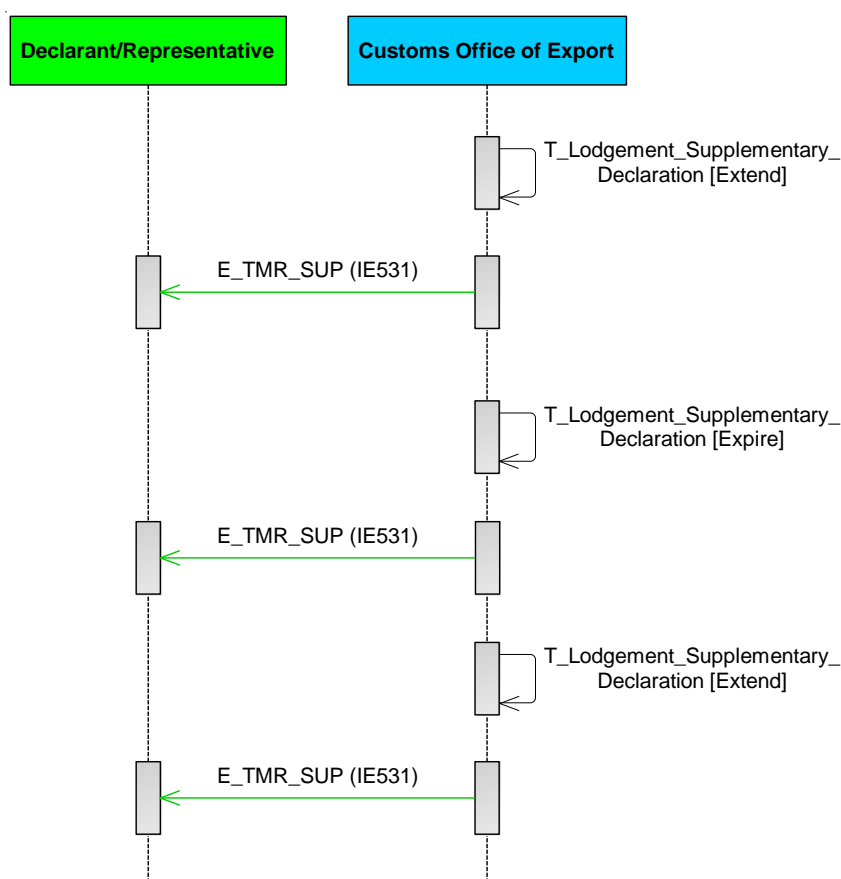 Declarant/Representative
Customs Office of Export
T_Lodgement_Supplementary_
Declaration [Extend]
E_TMR_SUP (IE531)
T_Lodgement_Supplementary_
Declaration [Expire]
E_TMR_SUP (IE531)
T_Lodgement_Supplementary_
Declaration [Extend]
E_TMR_SUP (IE531)